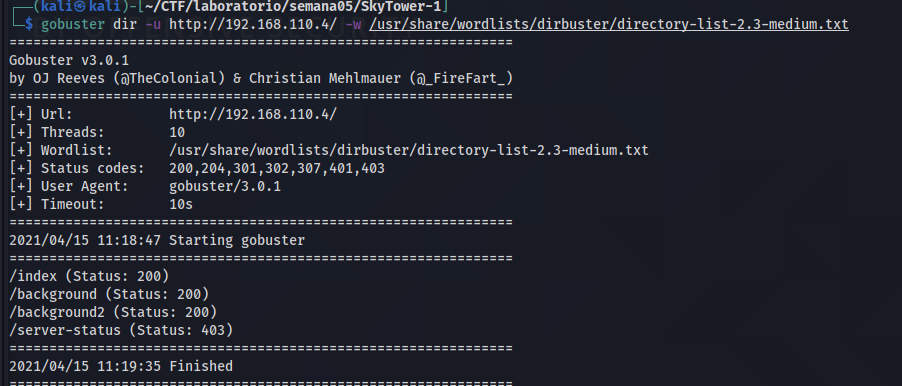 (kali㉿kali)-[~/CTF/laboratorio/semana05/SkyTower-1]
$ gobuster dir -u http://192.168.110.4/ -w /usr/share/wordlists/dirbuster/directory-list-2.3-medium.txt
===============================================================
Gobuster v3.0.1
by OJ Reeves (@TheColonial) & Christian Mehlmauer (@_FireFart_)
===============================================================
[+] Url:            http://192.168.110.4/
[+] Threads:        10
[+] Wordlist:       /usr/share/wordlists/dirbuster/directory-list-2.3-medium.txt
[+] Status codes:   200,204,301,302,307,401,403
[+] User Agent:     gobuster/3.0.1
[+] Timeout:        10s
===============================================================
2021/04/15 11:18:47 Starting gobuster
===============================================================
/index (Status: 200)
/background (Status: 200)
/background2 (Status: 200)
/server-status (Status: 403)
===============================================================
2021/04/15 11:19:35 Finished
===============================================================